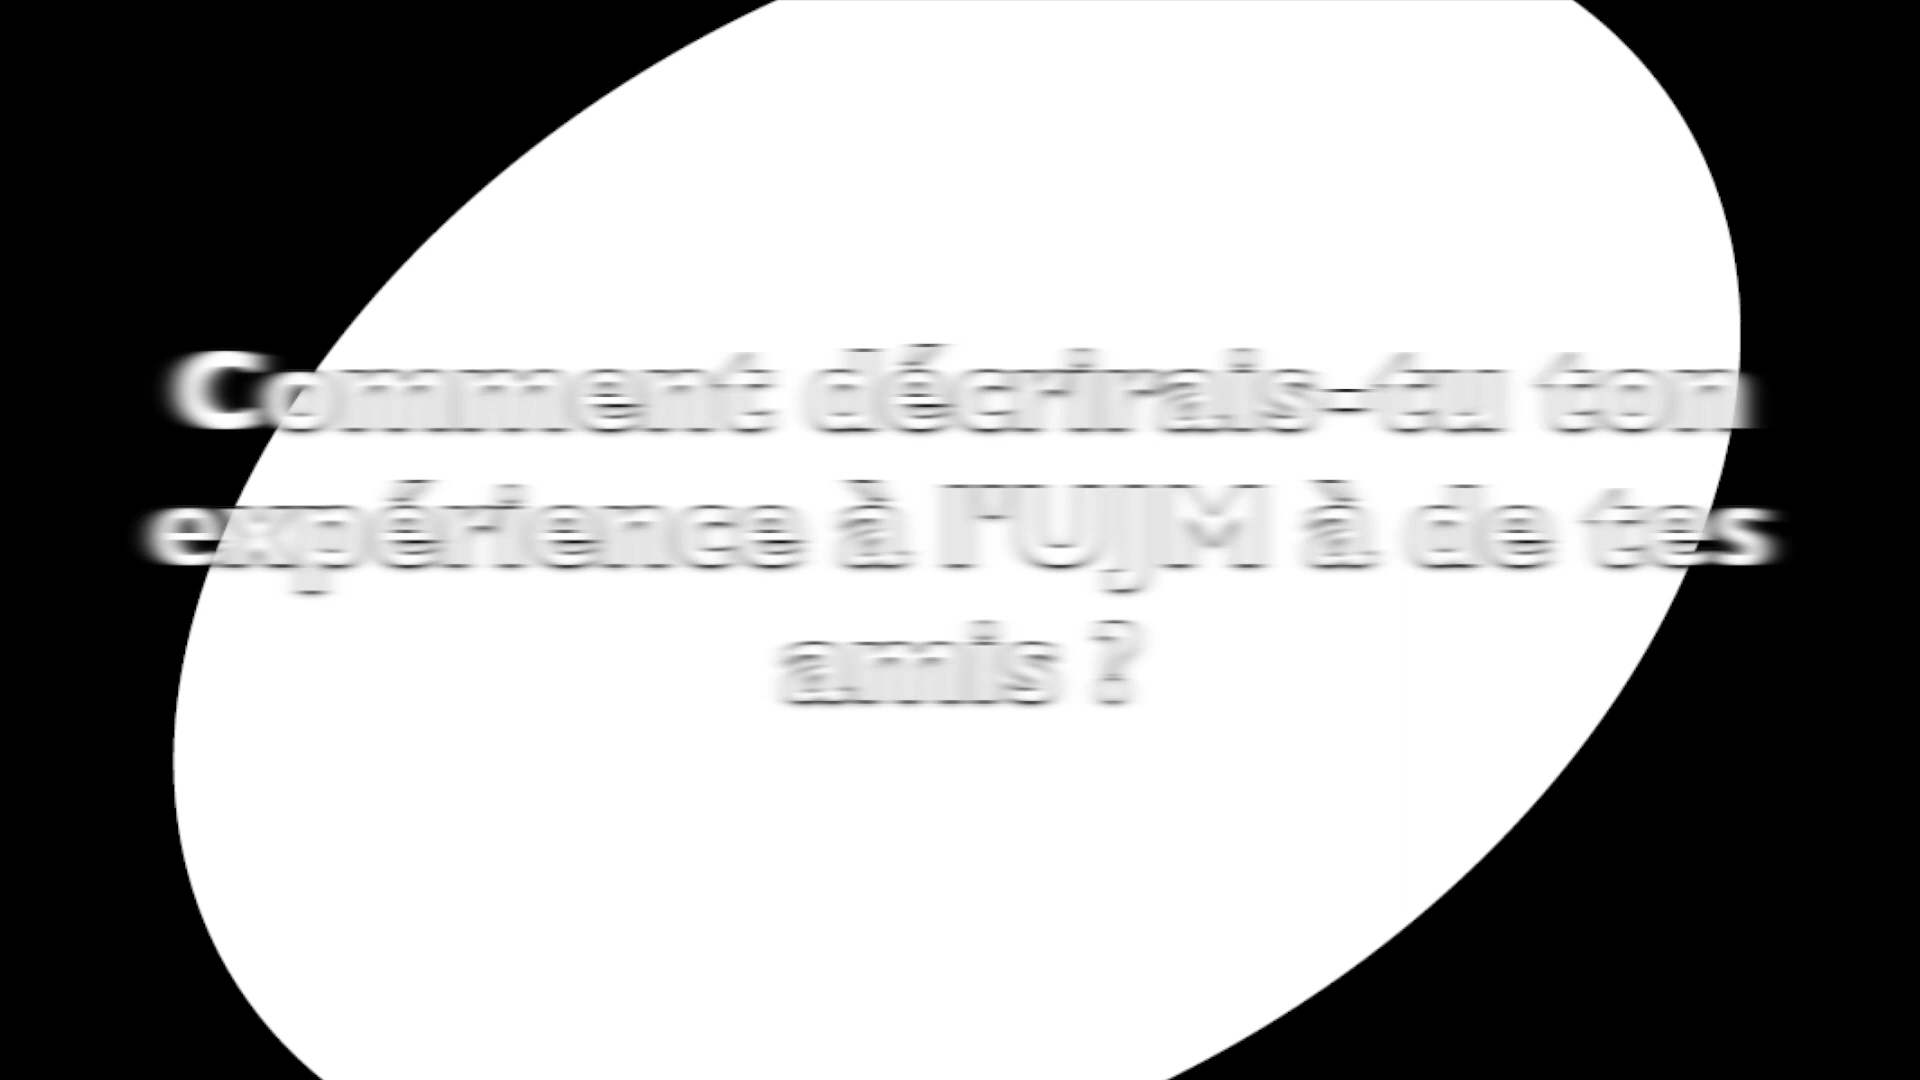 Comment décrirais-tu ton
expérience à l'UJM à de tes
amis ?